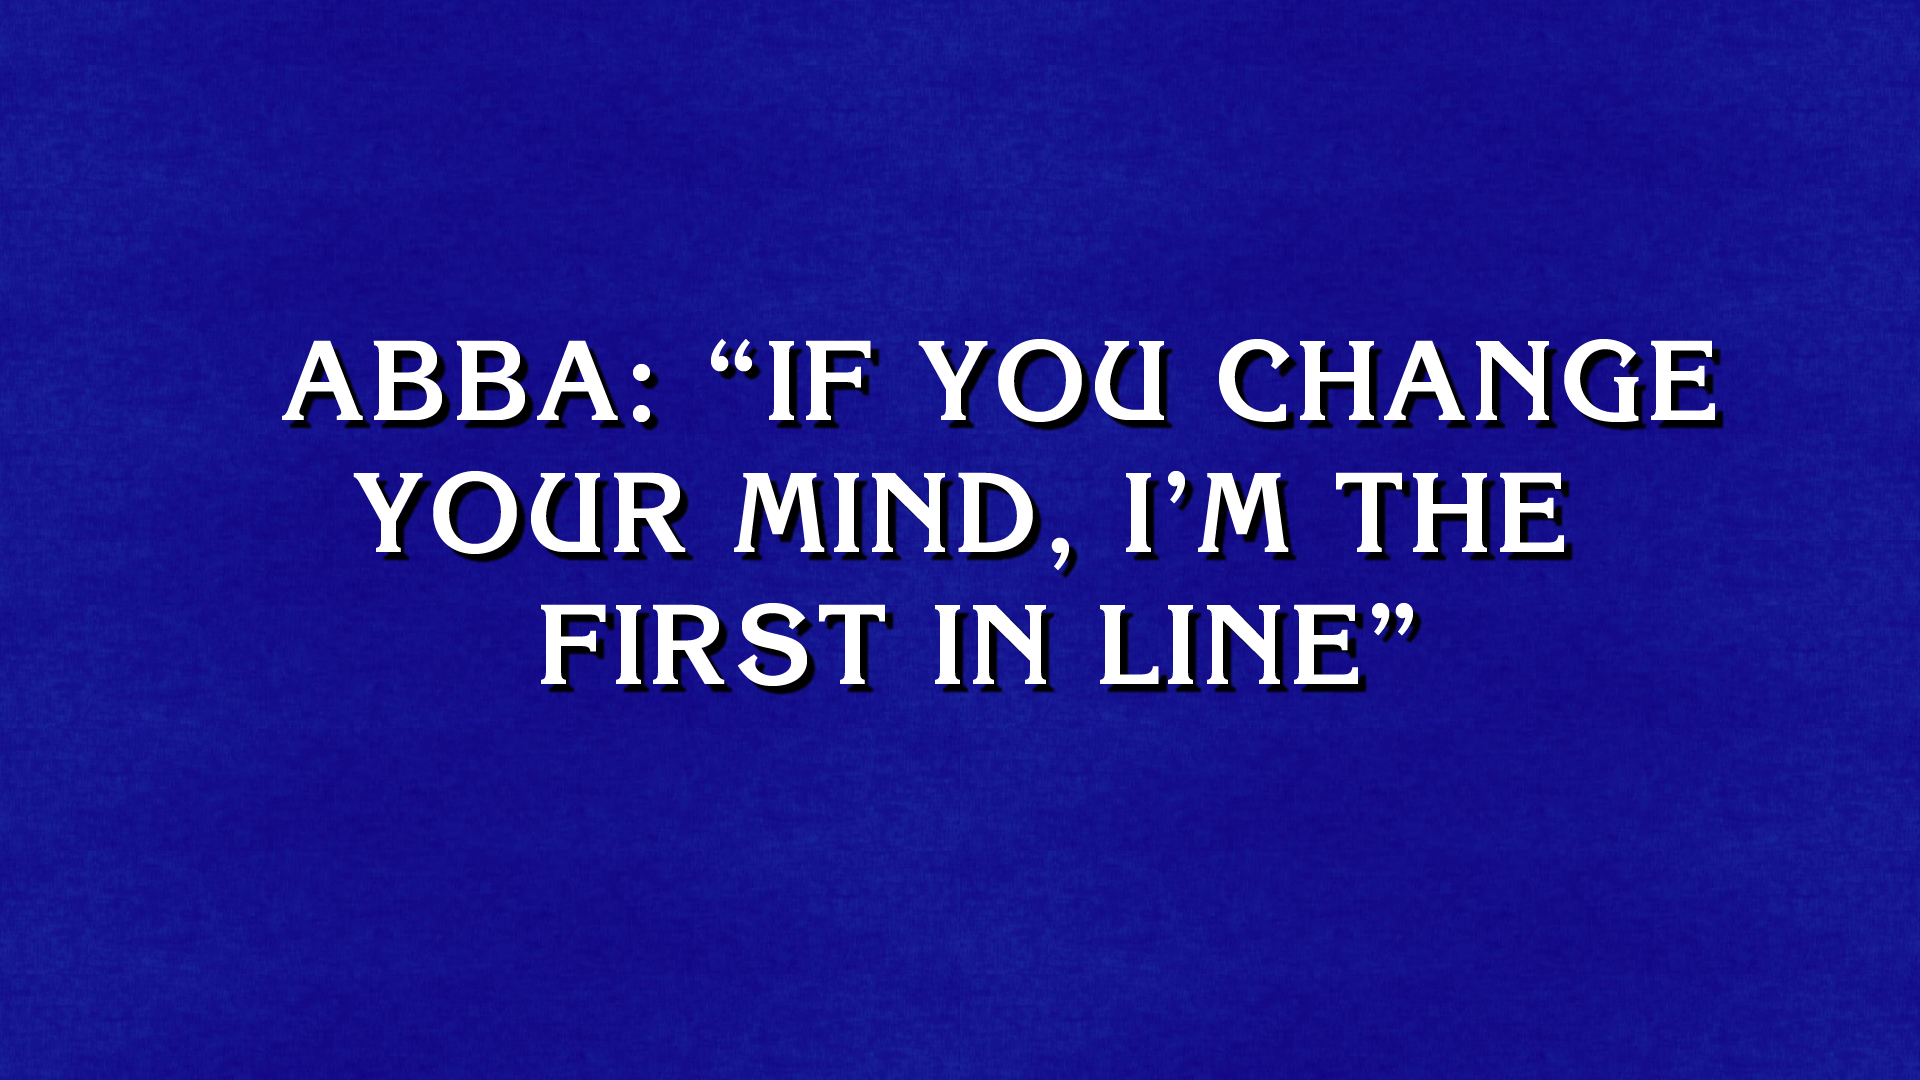 ABBA: “IF YOU CHANGE
YOUR MIND, I’M THE
FIRST IN LINE”